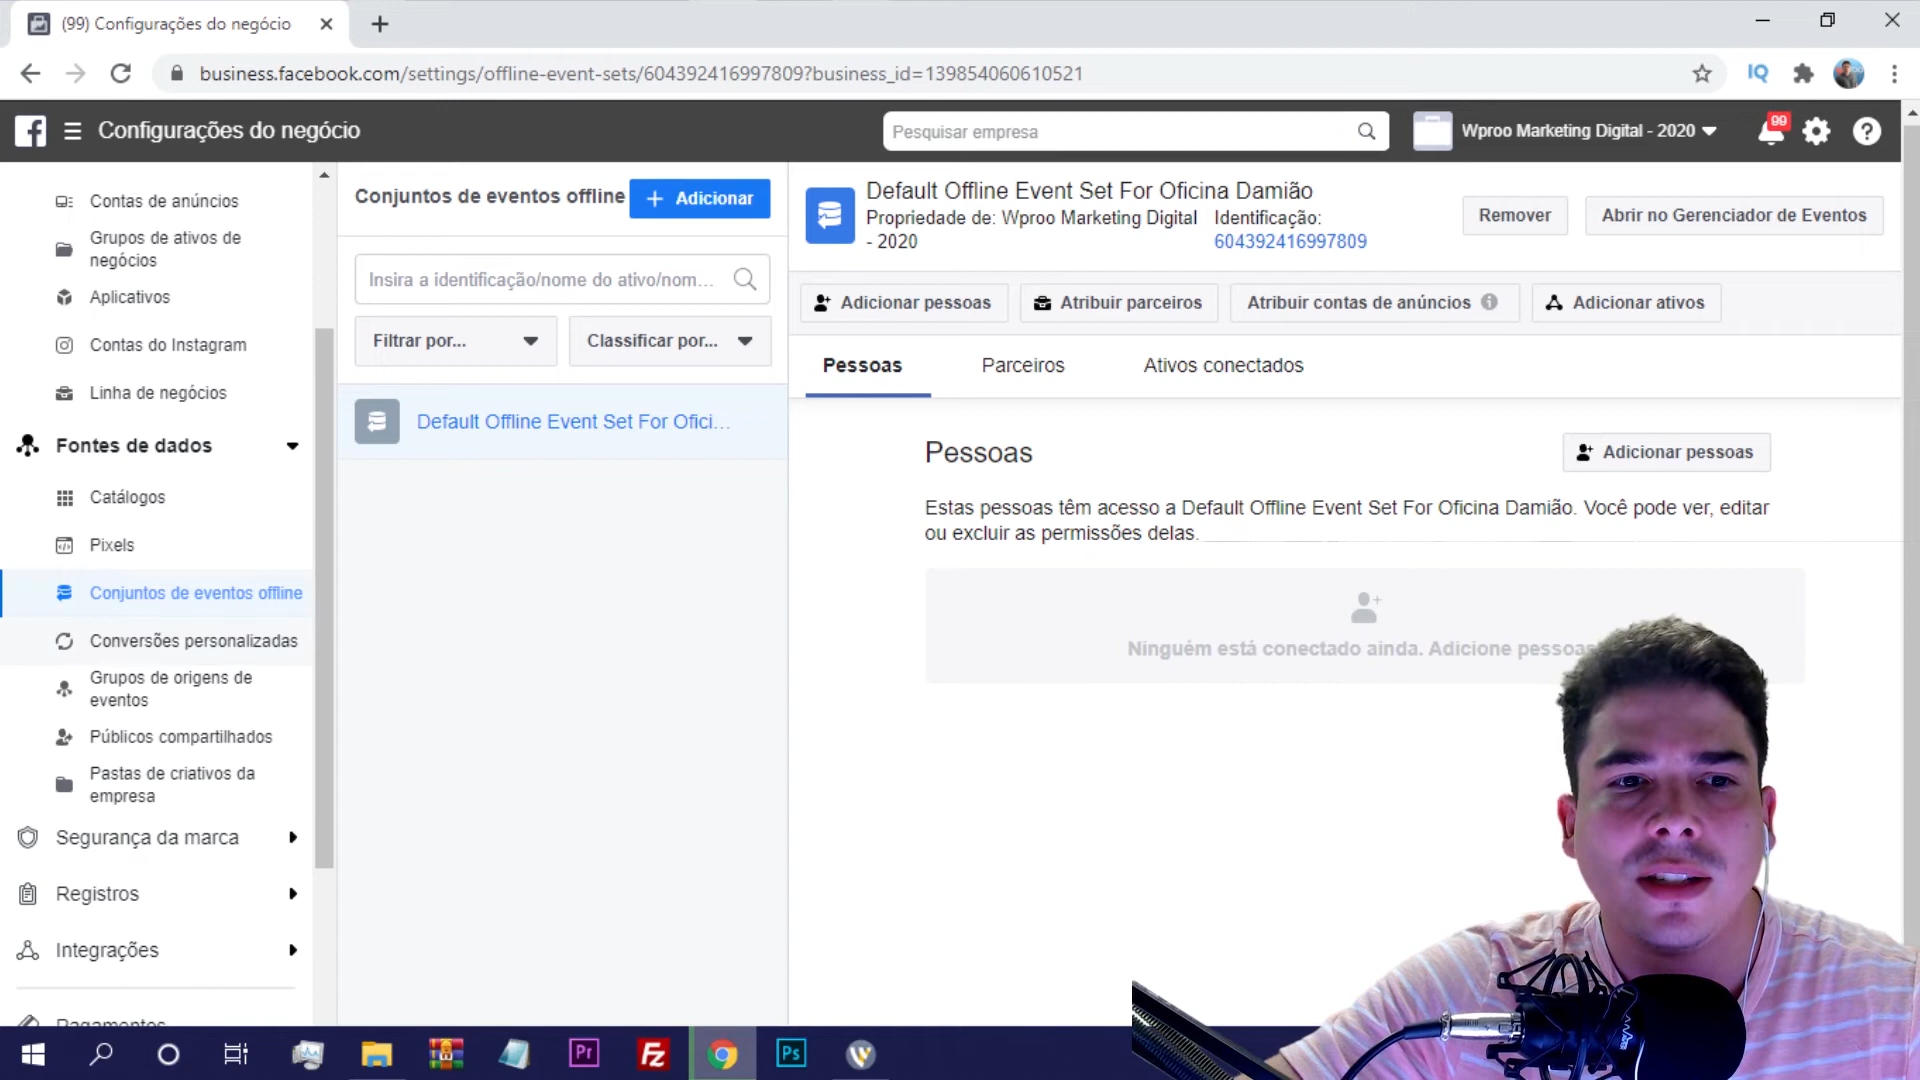 (99) Configurações do negócio
business.facebook.com/settings/offline-event-sets/604392416997809?business_id=139854060610521
IQ
Configurações do negócio
Pesquisar empresa
Wproo Marketing Digital - 2020
99
Contas de anúncios
Grupos de ativos de
negócios
Aplicativos
Contas do Instagram
Linha de negócios
Fontes de dados
Catálogos
Pixels
Conjuntos de eventos offline
Conversões personalizadas
Grupos de origens de
eventos
Públicos compartilhados
Pastas de criativos da
empresa
Segurança da marca
Registros
Integrações
Pagamentos
Conjuntos de eventos offline
+ Adicionar
Insira a identificação/nome do ativo/nom...
Filtrar por...
Classificar por...
Default Offline Event Set For Ofici...
Default Offline Event Set For Oficina Damião
Propriedade de: Wproo Marketing Digital
- 2020
Identificação:
604392416997809
Remover
Abrir no Gerenciador de Eventos
Adicionar pessoas
Atribuir parceiros
Atribuir contas de anúncios
Adicionar ativos
Pessoas
Parceiros
Ativos conectados
Pessoas
Adicionar pessoas
Estas pessoas têm acesso a Default Offline Event Set For Oficina Damião. Você pode ver, editar
ou excluir as permissões delas.
Ninguém está conectado ainda. Adicione pessoas
Pr
Fz
Ps